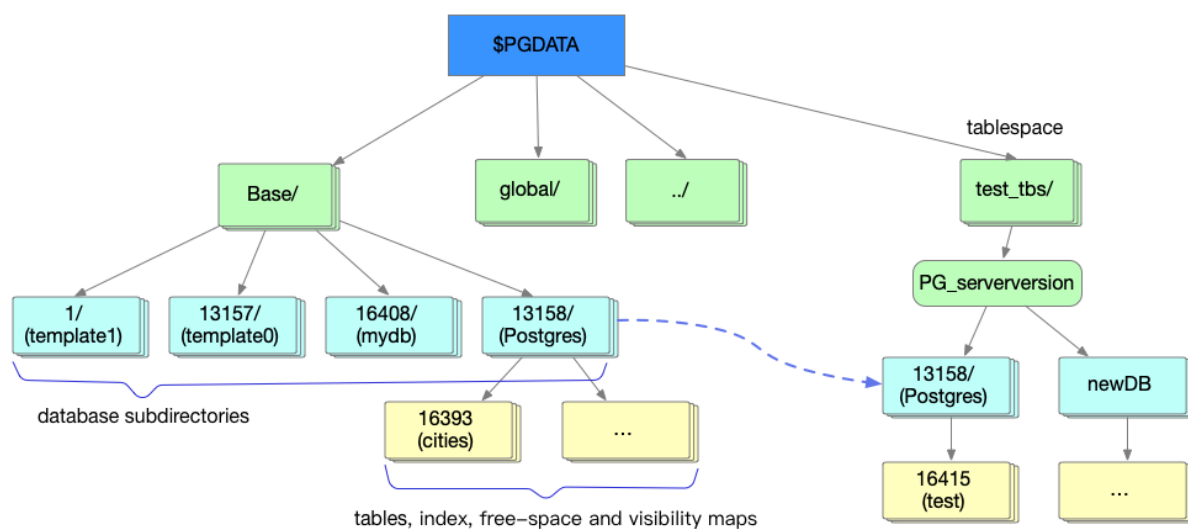 $PGDATA
tablespace
Base/
global/
../
test_tbs/
PG_serverversion
1/
(template1)
13157/
(template0)
16408/
(mydb)
13158/
(Postgres)
13158/
(Postgres)
newDB
database subdirectories
16393
(cities)
...
16415
(test)
...
tables, index, free-space and visibility maps